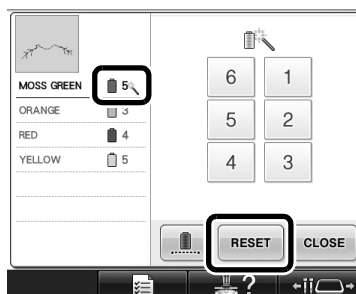 MOSS GREEN 5
ORANGE 3
RED 4
YELLOW 5
6 1
5 2
4 3
RESET CLOSE
?